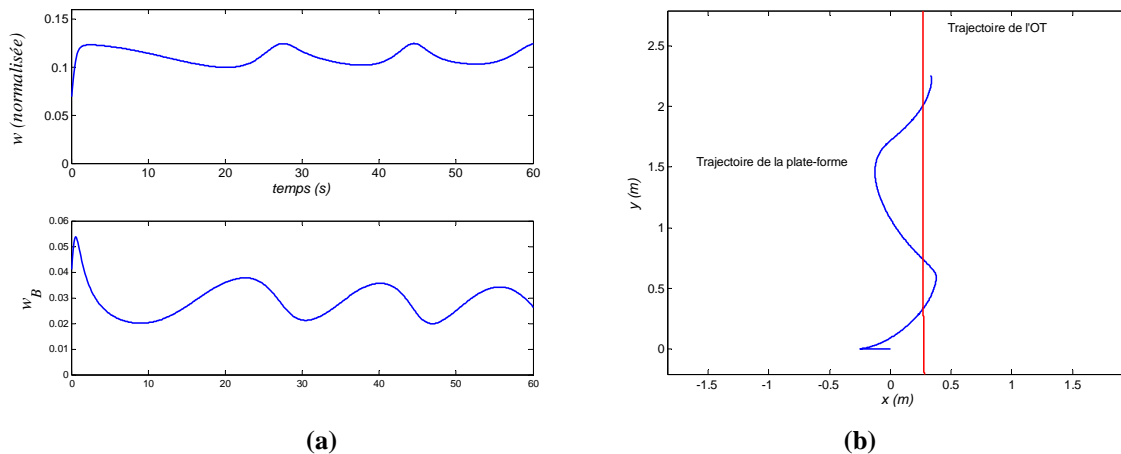 0.15
0.1
0.05
0
w (normalisée)
0 10 20 30 40 50 60
temps (s)
0.06
0.05
0.04
0.03
0.02
0.01
0
w_B
0 10 20 30 40 50 60
(a)
Trajectoire de l'OT
2.5
2
Trajectoire de la plate-forme
1.5
1
0.5
0
y (m)
-1.5 -1 -0.5 0 0.5 1 1.5
x (m)
(b)